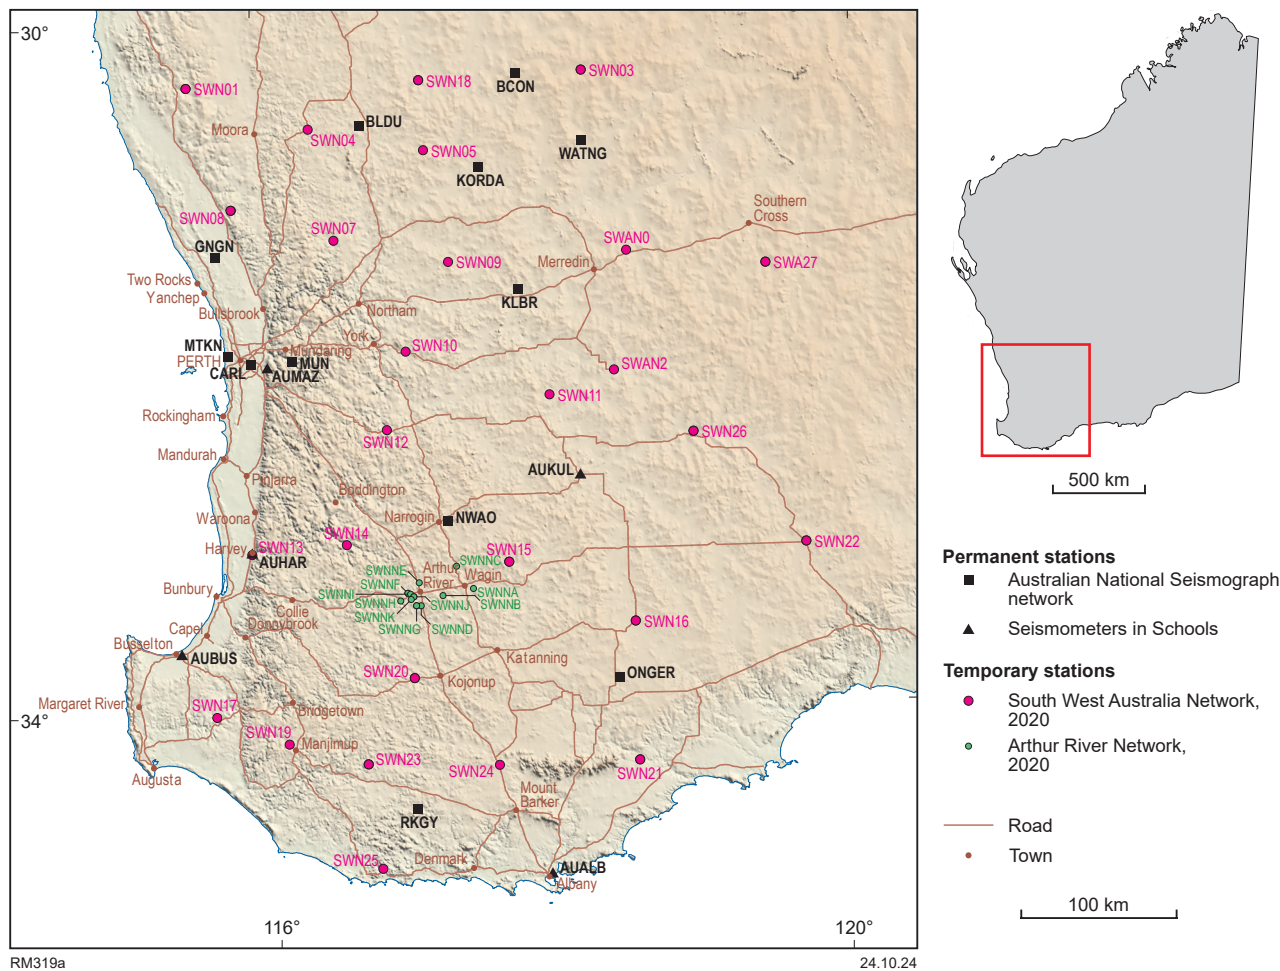 30°
SWN01
SWN18
BCON
SWN03
Moora
SWN04
BLDU
SWN05
WATNG
KORDA
Southern
Cross
SWN08
SWN07
GNGN
SWN09
SWAN0
Merredin
SWA27
Two Rocks
Yanchep
KLBR
Bullsbrook
Northam
York
MTKN
PERTH
Mundaring
MUN
CARL
AUMAZ
SWN10
SWAN2
SWN11
Rockingham
SWN12
SWN26
Mandurah
Pinjarra
AUKUL
Boddington
Waroona
Narrogin
NWAO
SWN14
SWN22
Harvey
SWN13
AUHAR
SWN15
SWNNC
SWNNE
Arthur
River
Wagin
SWNNF
SWNNI
SWNNA
SWNNB
SWNNH
SWNNJ
SWNNK
SWNNG
SWNND
Bunbury
Collie
Donnybrook
SWN16
Capel
Busselton
AUBUS
Katanning
SWN20
Kojonup
ONGER
Margaret River
SWN17
Bridgetown
34°
SWN19
Manjimup
SWN23
SWN24
SWN21
Augusta
Mount
Barker
RKGY
SWN25
Denmark
AUALB
Albany
116°
120°
RM319a
24.10.24
500 km
Permanent stations
Australian National Seismograph
network
Seismometers in Schools
Temporary stations
South West Australia Network,
2020
Arthur River Network,
2020
Road
Town
100 km